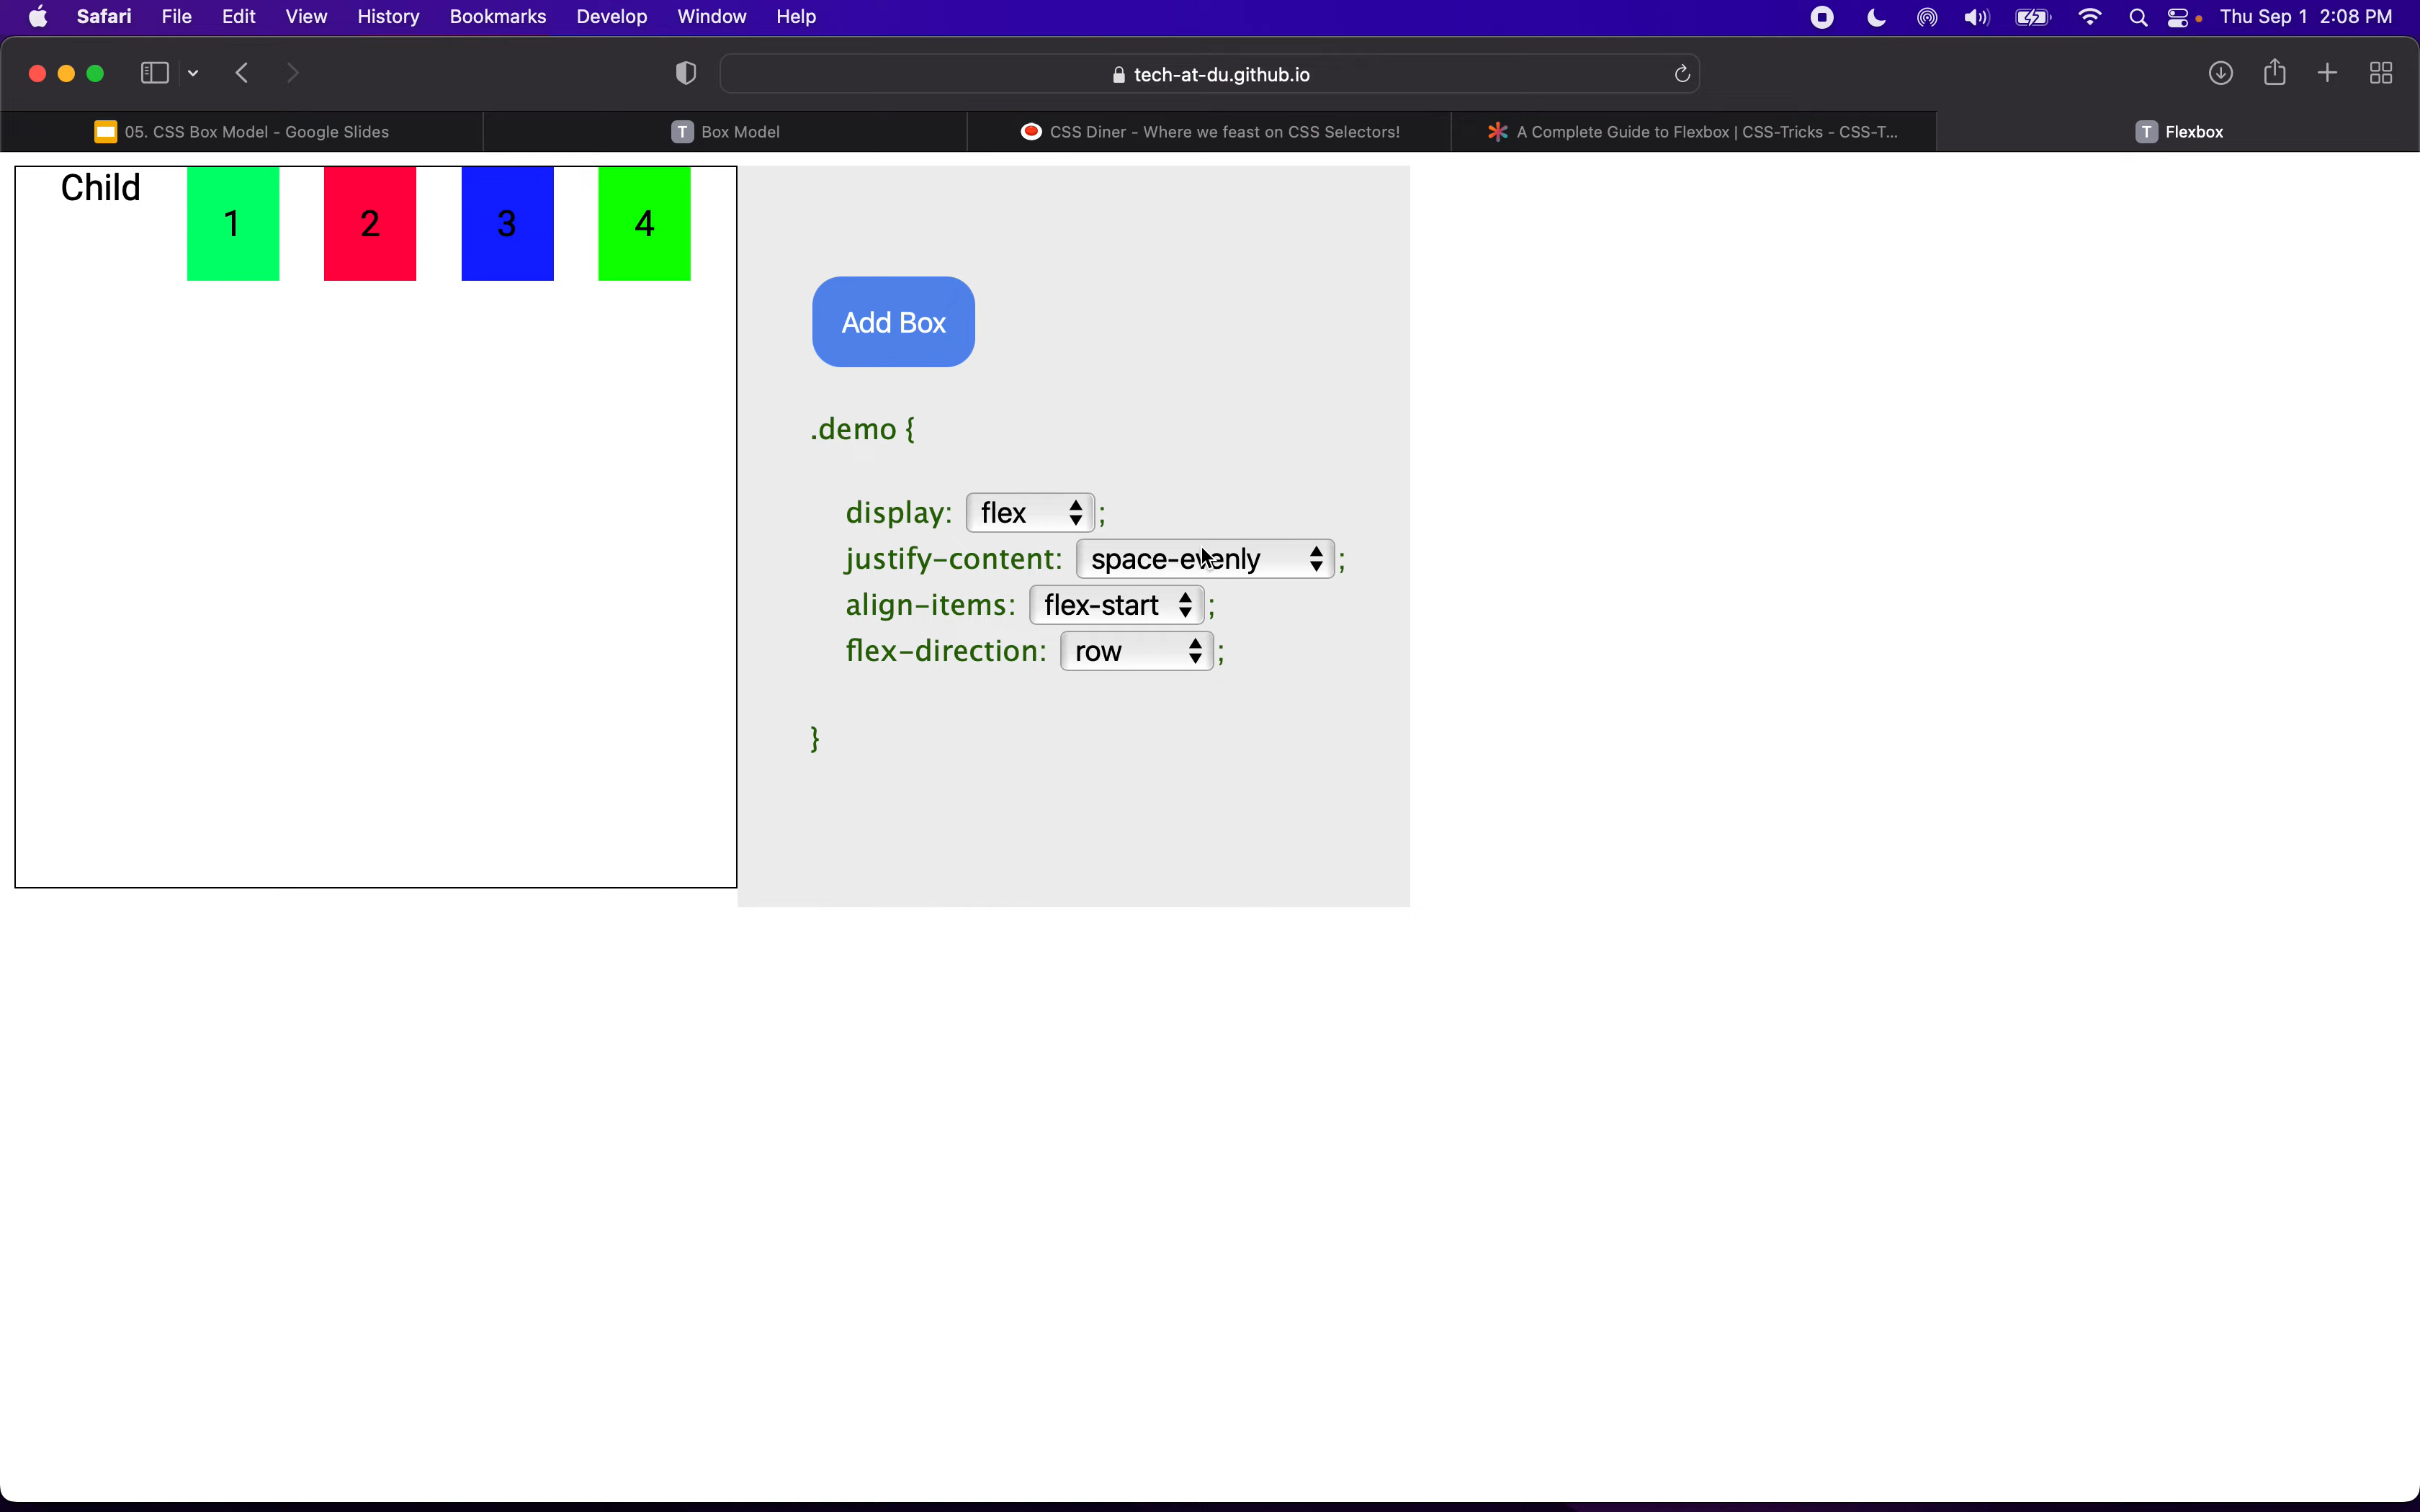 Safari File Edit View History Bookmarks Develop Window Help Thu Sep 1 2:08 PM
tech-at-du.github.io
05. CSS Box Model - Google Slides
T Box Model
CSS Diner - Where we feast on CSS Selectors!
A Complete Guide to Flexbox | CSS-Tricks - CSS-T...
T Flexbox
Child 1 2 3 4
Add Box
.demo {
display: flex ;
justify-content: space-evenly ;
align-items: flex-start ;
flex-direction: row ;
}